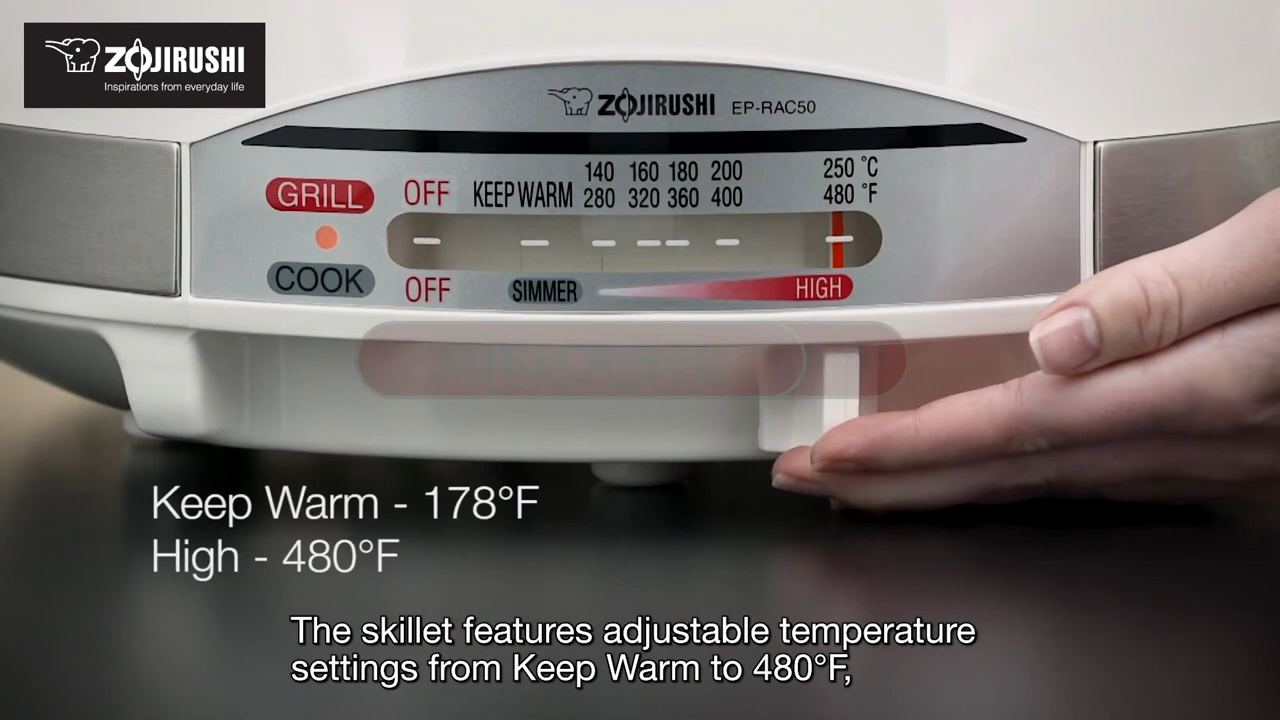 ZOJIRUSHI
Inspirations from everyday life
ZOJIRUSHI EP-RAC50
140 160 180 200 250 °C
GRILL OFF KEEP WARM 280 320 360 400 480 °F
COOK OFF SIMMER HIGH
Keep Warm - 178°F
High - 480°F
The skillet features adjustable temperature
settings from Keep Warm to 480°F,